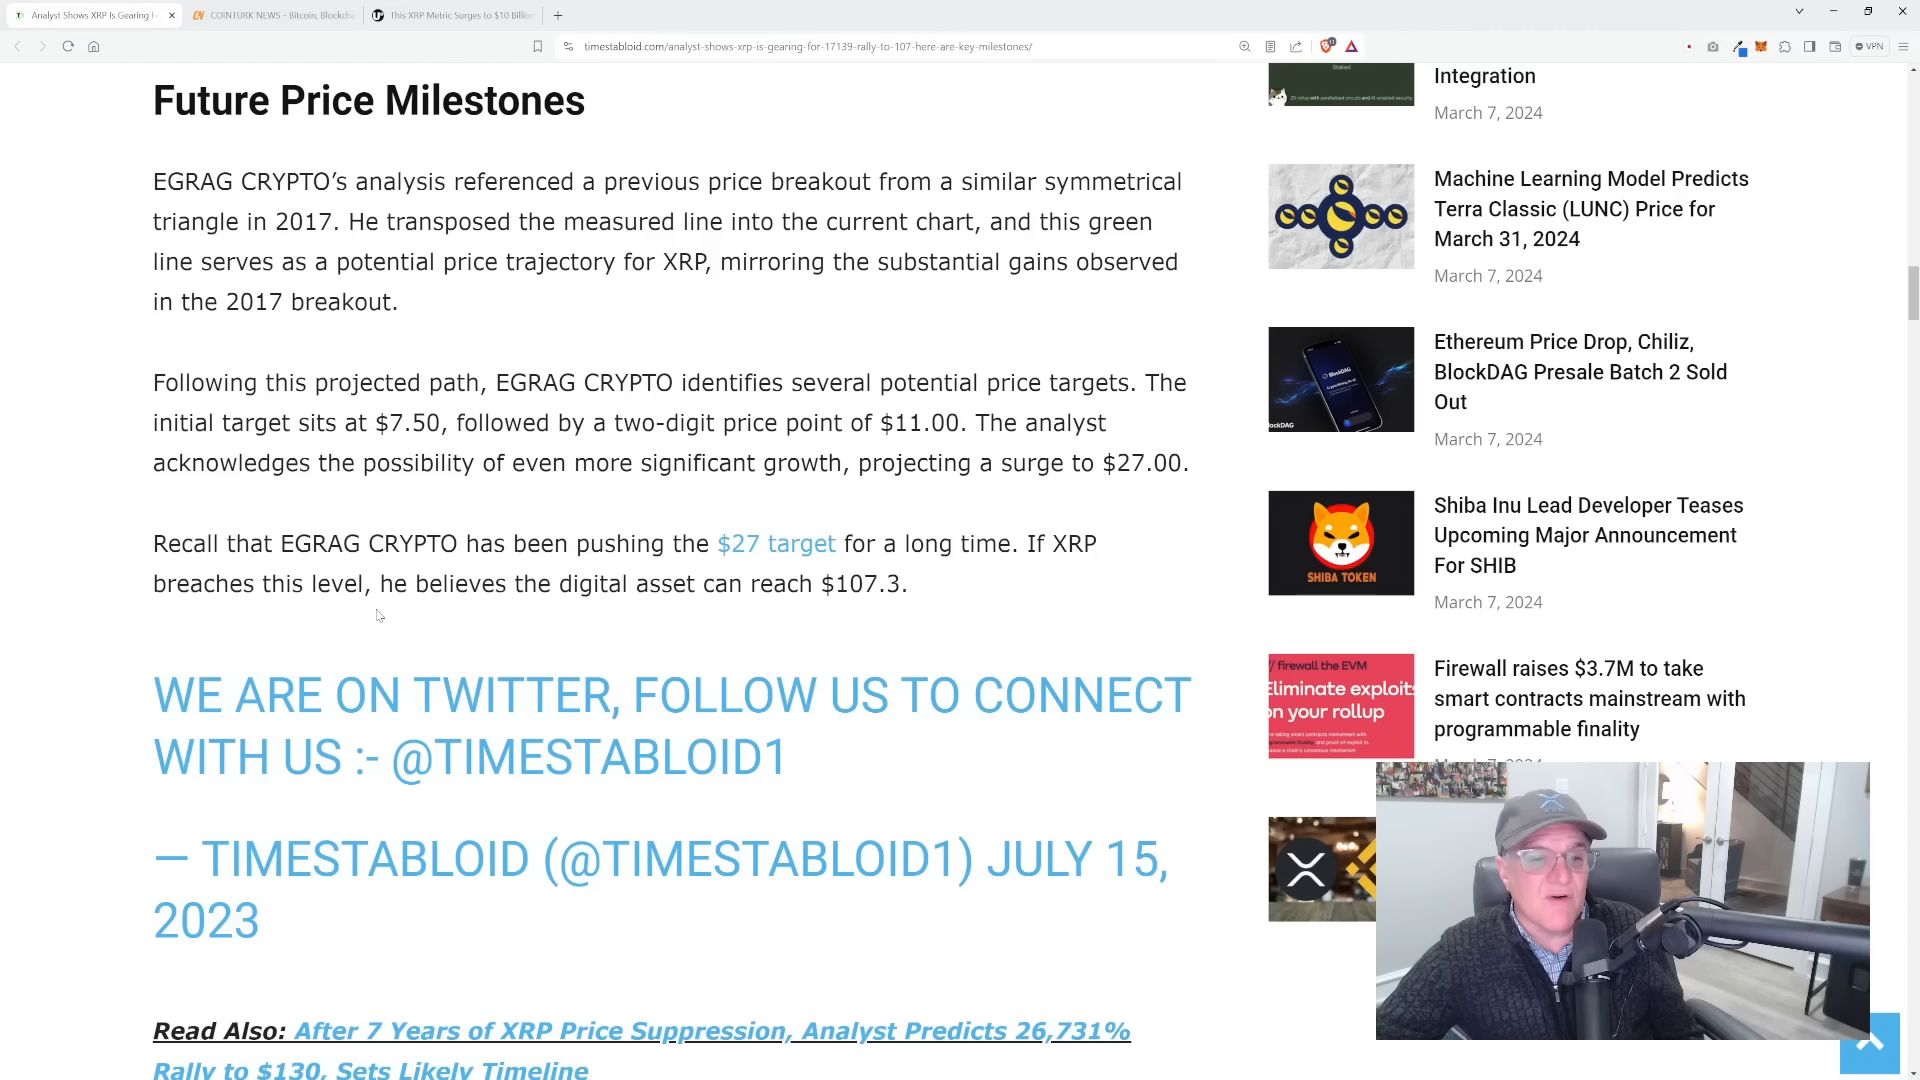 Analyst Shows XRP Is Gearing
COINTURK NEWS - Bitcoin, Blockcha
This XRP Metric Surges to $10 Billio
timestabloid.com/analyst-shows-xrp-is-gearing-for-17139-rally-to-107-here-are-key-milestones/
VPN
Future Price Milestones
EGRAG CRYPTO’s analysis referenced a previous price breakout from a similar symmetrical
triangle in 2017. He transposed the measured line into the current chart, and this green
line serves as a potential price trajectory for XRP, mirroring the substantial gains observed
in the 2017 breakout.
Following this projected path, EGRAG CRYPTO identifies several potential price targets. The
initial target sits at $7.50, followed by a two-digit price point of $11.00. The analyst
acknowledges the possibility of even more significant growth, projecting a surge to $27.00.
Recall that EGRAG CRYPTO has been pushing the $27 target for a long time. If XRP
breaches this level, he believes the digital asset can reach $107.3.
WE ARE ON TWITTER, FOLLOW US TO CONNECT
WITH US :- @TIMESTABLOID1
— TIMESTABLOID (@TIMESTABLOID1) JULY 15,
2023
Read Also: After 7 Years of XRP Price Suppression, Analyst Predicts 26,731%
Rally to $130, Sets Likely Timeline
Integration
March 7, 2024
Machine Learning Model Predicts
Terra Classic (LUNC) Price for
March 31, 2024
March 7, 2024
BlockDAG
lockDAG
Ethereum Price Drop, Chiliz,
BlockDAG Presale Batch 2 Sold
Out
March 7, 2024
SHIBA TOKEN
Shiba Inu Lead Developer Teases
Upcoming Major Announcement
For SHIB
March 7, 2024
/ firewall the EVM
Eliminate exploits
on your rollup
Firewall raises $3.7M to take
smart contracts mainstream with
programmable finality